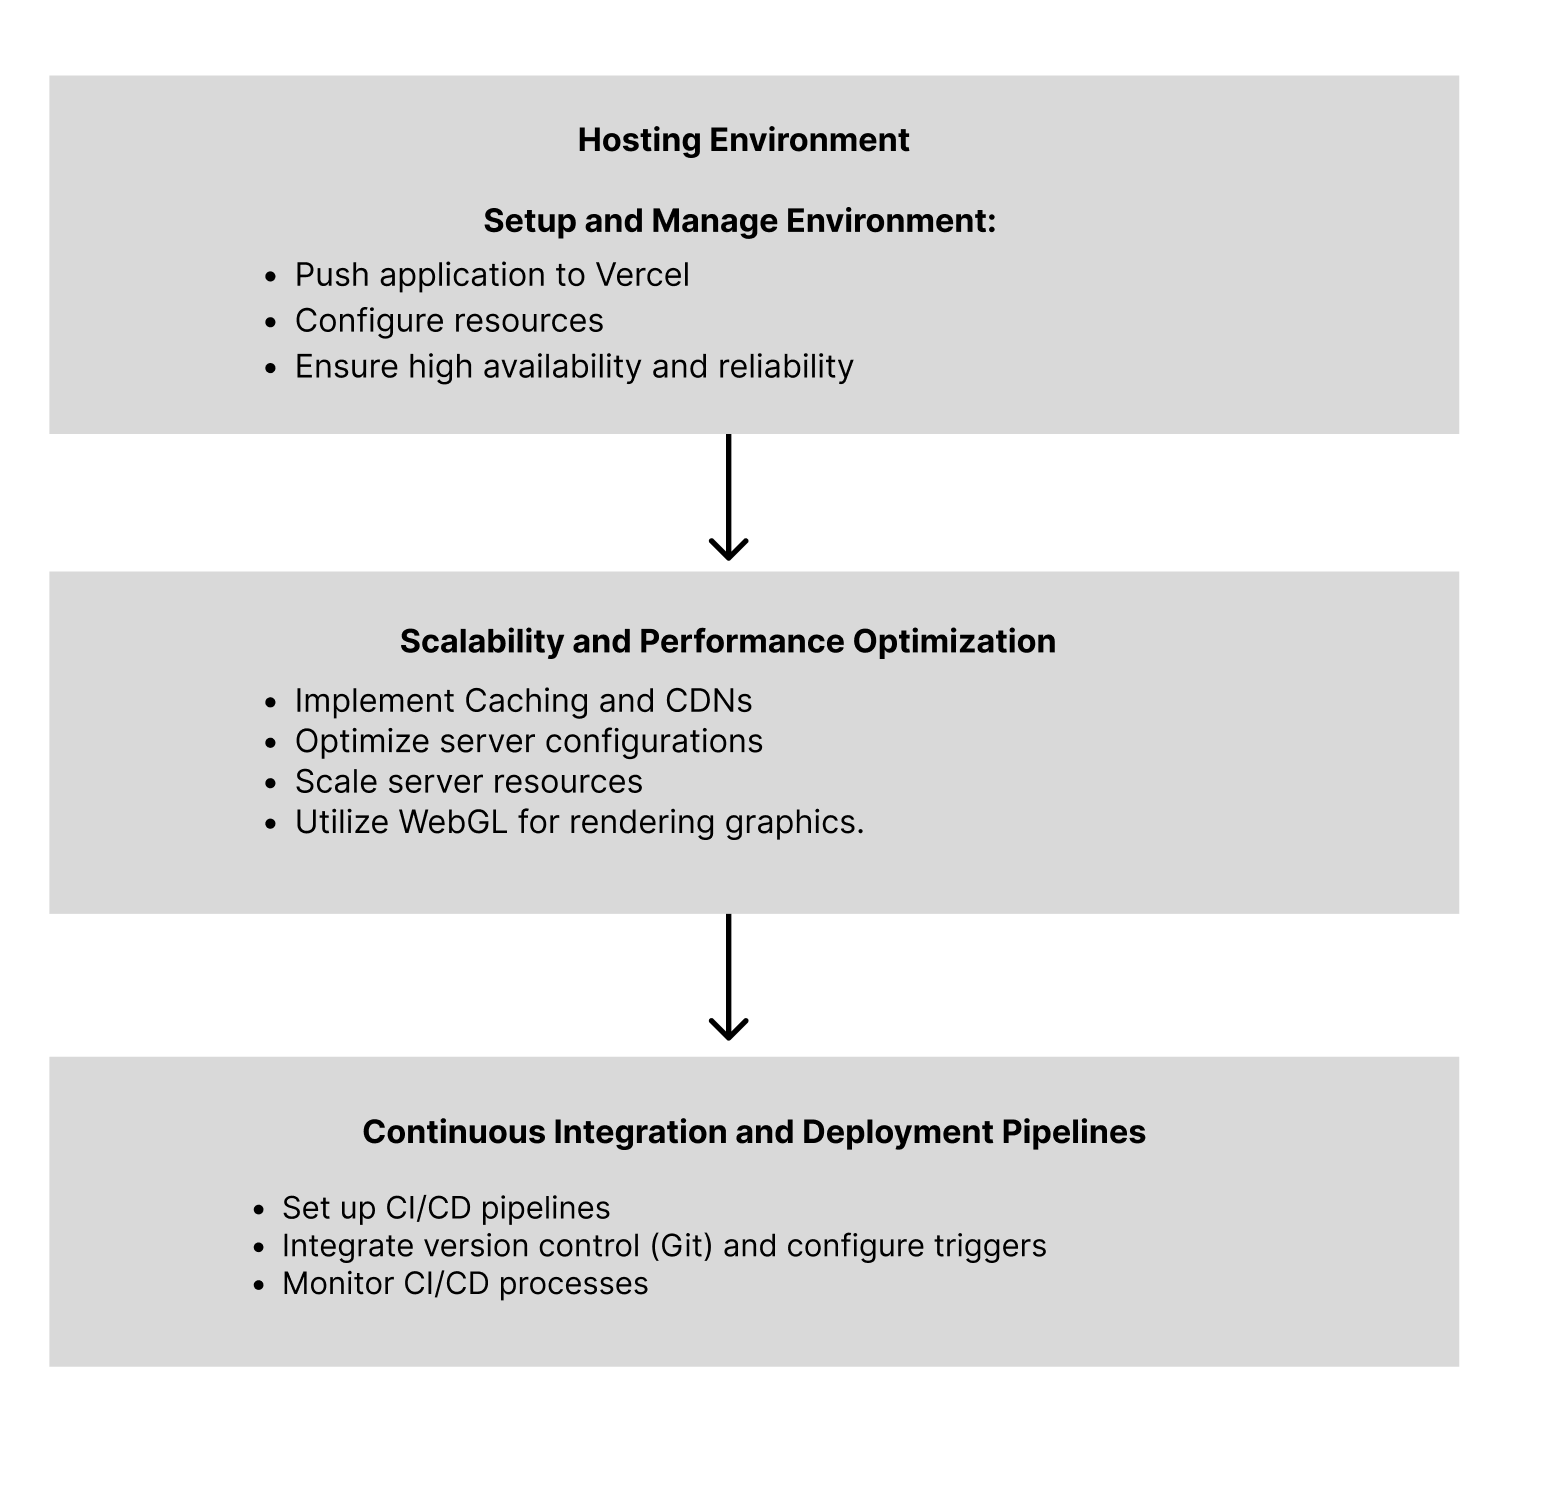 Hosting Environment
Setup and Manage Environment:
• Push application to Vercel
• Configure resources
• Ensure high availability and reliability
Scalability and Performance Optimization
• Implement Caching and CDNs
• Optimize server configurations
• Scale server resources
• Utilize WebGL for rendering graphics.
Continuous Integration and Deployment Pipelines
• Set up CI/CD pipelines
• Integrate version control (Git) and configure triggers
• Monitor CI/CD processes